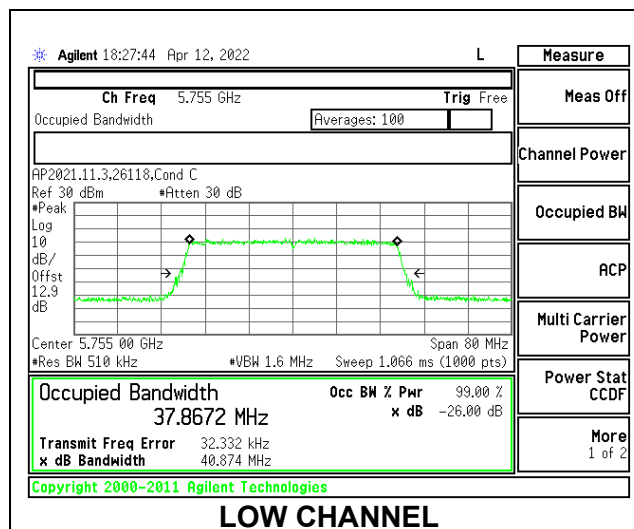 Agilent 18:27:44 Apr 12, 2022 L
Measure
Ch Freq 5.755 GHz Trig Free
Occupied Bandwidth Averages: 100
AP2021.11.3,26118,Cond C
Ref 30 dBm #Atten 30 dB
#Peak
Log
10
dB/
Offst
12.9
dB
Center 5.755 00 GHz Span 80 MHz
#Res BW 510 kHz #VBW 1.6 MHz Sweep 1.066 ms (1000 pts)
Occupied Bandwidth Occ BW % Pwr 99.00 %
37.8672 MHz x dB -26.00 dB
Transmit Freq Error 32.332 kHz
x dB Bandwidth 40.874 MHz
Copyright 2000-2011 Agilent Technologies
Meas Off
Channel Power
Occupied BW
ACP
Multi Carrier
Power
Power Stat
CCDF
More
1 of 2
LOW CHANNEL